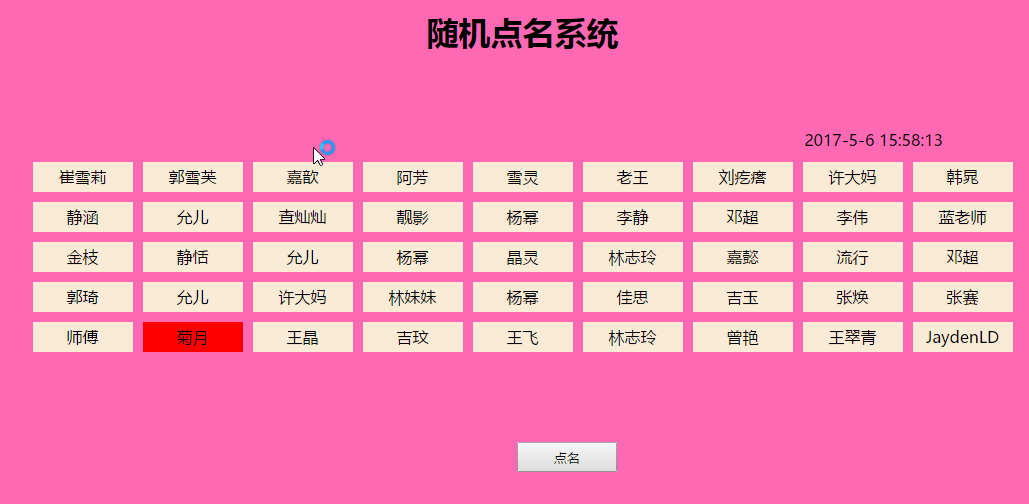 随机点名系统
2017-5-6 15:58:13
崔雪莉 郭雪芙 嘉歆 阿芳 雪灵 老王 刘疙瘩 许大妈 韩晁
静涵 允儿 查灿灿 靓影 杨幂 李静 邓超 李伟 蓝老师
金枝 静恬 允儿 杨幂 晶灵 林志玲 嘉懿 流行 邓超
郭琦 允儿 许大妈 林妹妹 杨幂 佳思 吉玉 张焕 张赛
师傅 菊月 王晶 吉玟 王飞 林志玲 曾艳 王翠青 JaydenLD
点名